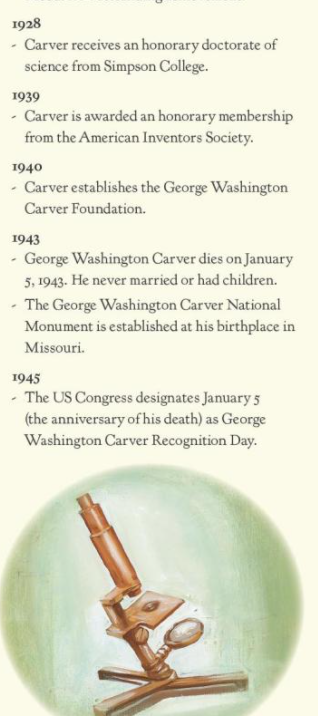 1928
- Carver receives an honorary doctorate of
science from Simpson College.
1939
- Carver is awarded an honorary membership
from the American Inventors Society.
1940
- Carver establishes the George Washington
Carver Foundation.
1943
- George Washington Carver dies on January
5, 1943. He never married or had children.
- The George Washington Carver National
Monument is established at his birthplace in
Missouri.
1945
- The US Congress designates January 5
(the anniversary of his death) as George
Washington Carver Recognition Day.